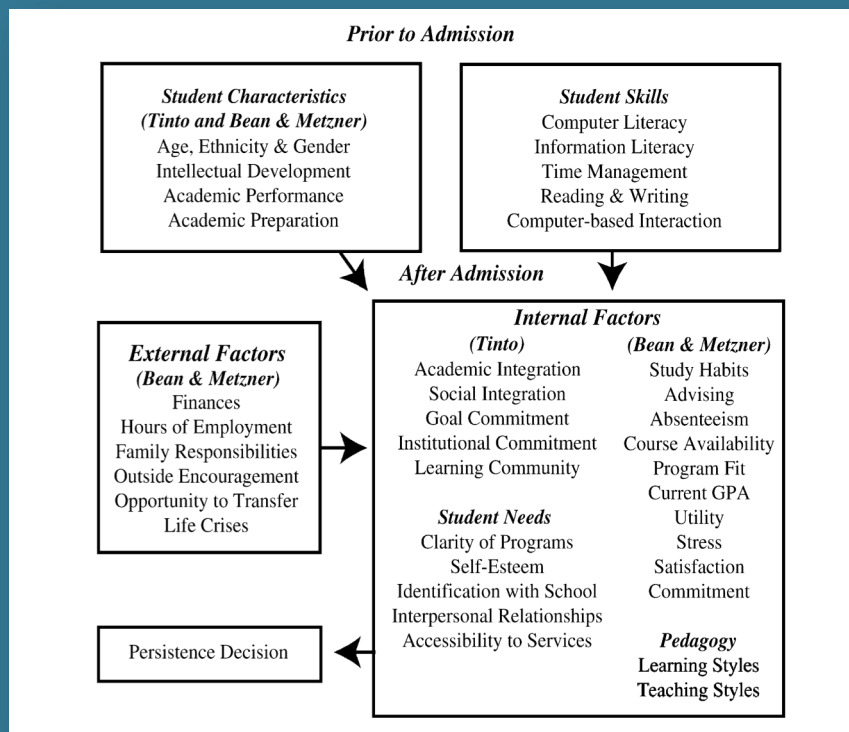 Prior to Admission
Student Characteristics
(Tinto and Bean & Metzner)
Age, Ethnicity & Gender
Intellectual Development
Academic Performance
Academic Preparation
Student Skills
Computer Literacy
Information Literacy
Time Management
Reading & Writing
Computer-based Interaction
After Admission
External Factors
(Bean & Metzner)
Finances
Hours of Employment
Family Responsibilities
Outside Encouragement
Opportunity to Transfer
Life Crises
Internal Factors
(Tinto)
Academic Integration
Social Integration
Goal Commitment
Institutional Commitment
Learning Community
Student Needs
Clarity of Programs
Self-Esteem
Identification with School
Interpersonal Relationships
Accessibility to Services
(Bean & Metzner)
Study Habits
Advising
Absenteeism
Course Availability
Program Fit
Current GPA
Utility
Stress
Satisfaction
Commitment
Pedagogy
Learning Styles
Teaching Styles
Persistence Decision